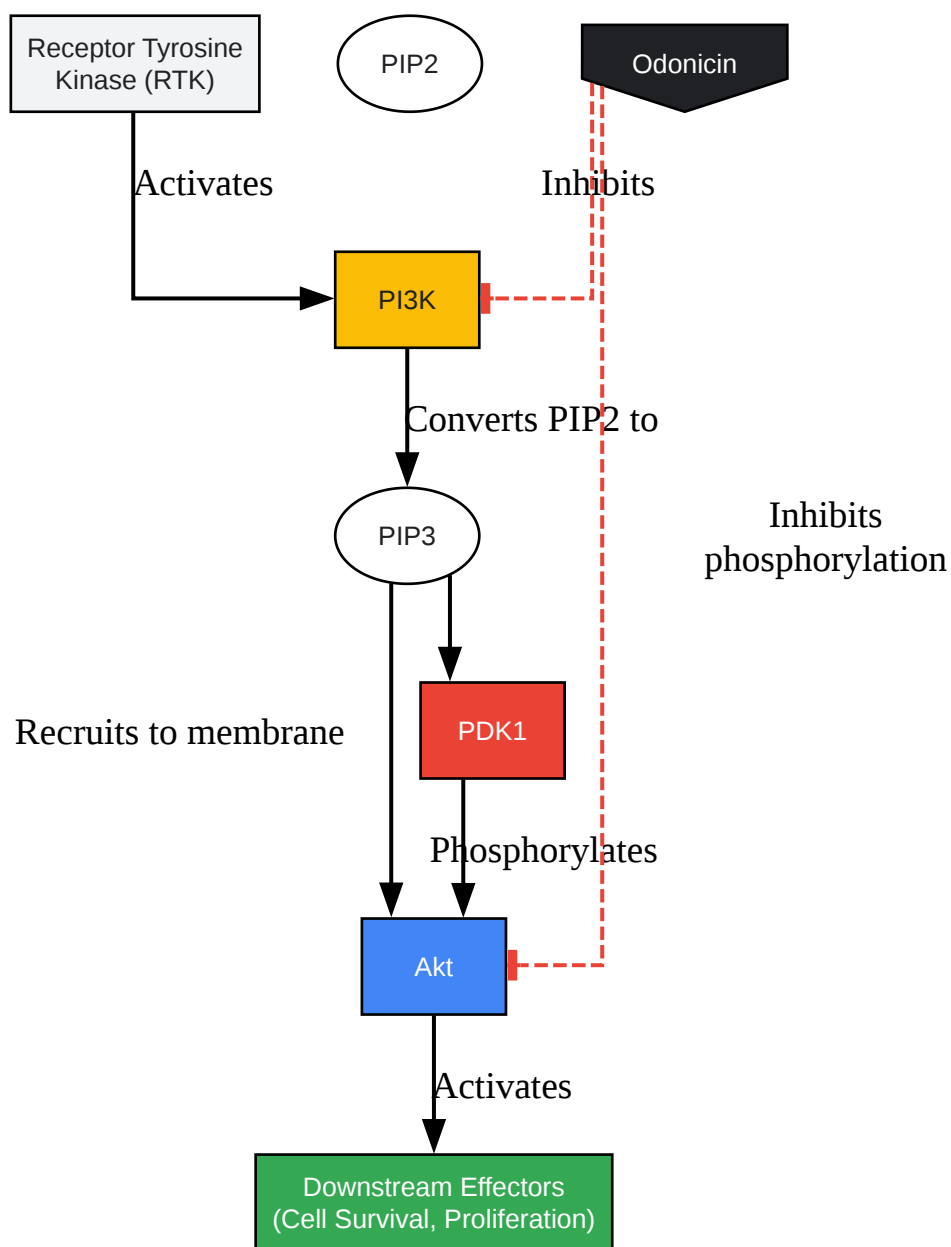 Receptor Tyrosine
Kinase (RTK)
PIP2
Odonicin
Activates
Inhibits
PI3K
Converts PIP2 to
Inhibits
phosphorylation
PIP3
Recruits to membrane
PDK1
Phosphorylates
Akt
Activates
Downstream Effectors
(Cell Survival, Proliferation)